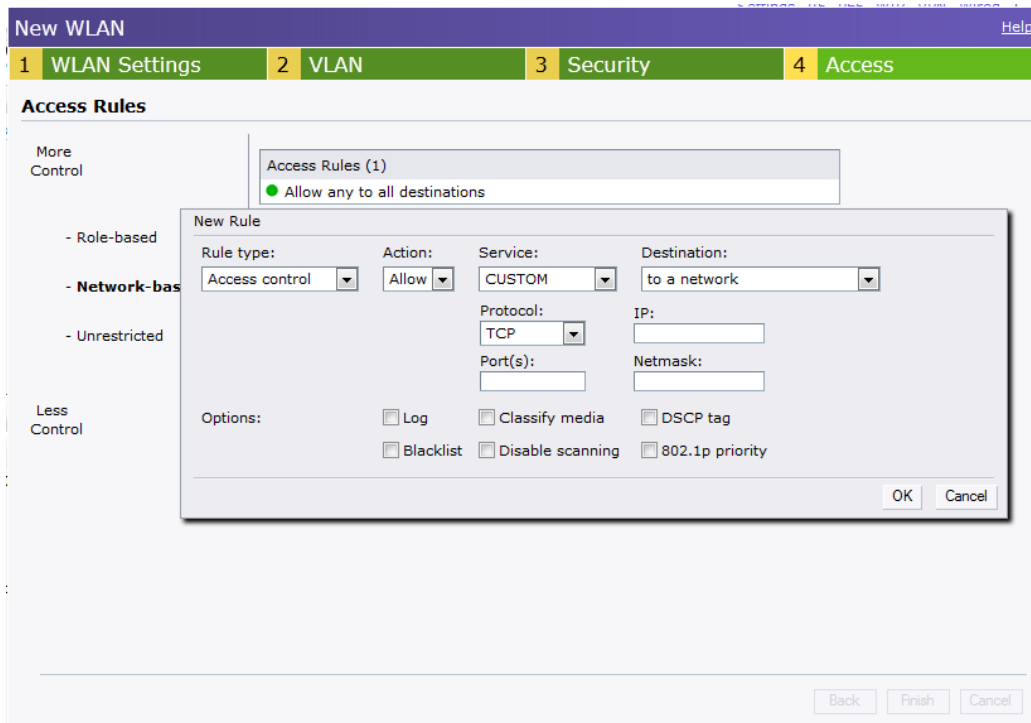 New WLAN
Help
1 WLAN Settings 2 VLAN 3 Security 4 Access
Access Rules
More
Control
Access Rules (1)
Allow any to all destinations
- Role-based
- Network-bas
- Unrestricted
Less
Control
New Rule
Rule type: Action: Service: Destination:
Access control Allow CUSTOM to a network
Protocol: IP:
TCP
Port(s): Netmask:
Options: Log Classify media DSCP tag
Blacklist Disable scanning 802.1p priority
OK Cancel
Back Finish Cancel